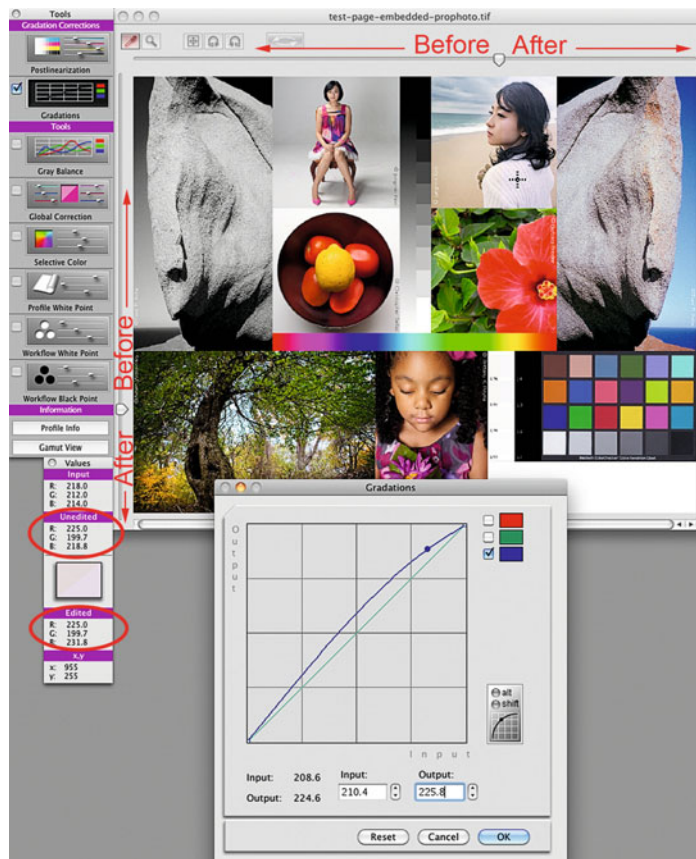 Tools
Gradation Corrections
Postlinearization
Gradations
Tools
Gray Balance
Global Correction
Selective Color
Profile White Point
Workflow White Point
Workflow Black Point
Information
Profile Info
Gamut View
test-page-embedded-prophoto.tif
Before After
Before
After
Values
Input
R: 218.0
G: 212.0
B: 214.0
Unedited
R: 225.0
G: 199.7
B: 218.8
Edited
R: 225.0
G: 199.7
B: 231.8
x,y
x: 955
y: 255
Gradations
Output
Input
alt
shift
Input: 208.6
Output: 224.6
Input:
210.4
Output:
225.8
Reset
Cancel
OK